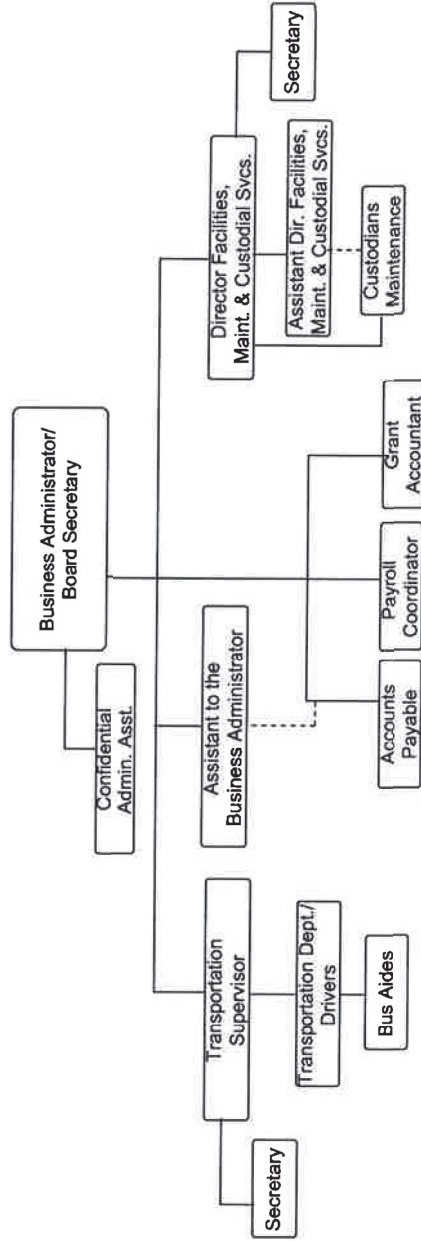 Business Administrator/
Board Secretary
Confidential
Admin. Asst.
Transportation
Supervisor
Assistant to the
Business Administrator
Director Facilities,
Maint. & Custodial Svcs.
Secretary
Transportation Dept./
Drivers
Bus Aides
Accounts
Payable
Payroll
Coordinator
Grant
Accountant
Assistant Dir. Facilities,
Maint. & Custodial Svcs.
Custodians
Maintenance
Secretary